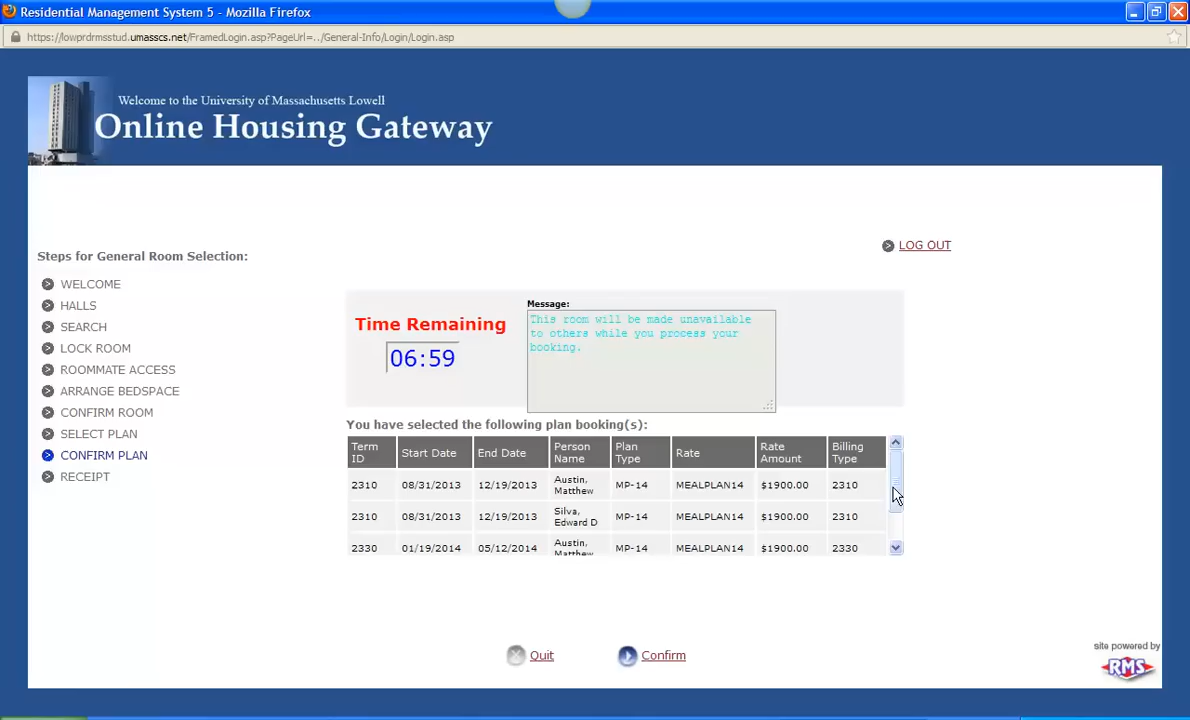 Residential Management System 5 - Mozilla Firefox
https://lowprdrmsstud.umasscs.net/FramedLogin.asp?PageUrl=../General-Info/Login/Login.asp
Welcome to the University of Massachusetts Lowell
Online Housing Gateway
LOG OUT
Steps for General Room Selection:
WELCOME
HALLS
SEARCH
LOCK ROOM
ROOMMATE ACCESS
ARRANGE BEDSPACE
CONFIRM ROOM
SELECT PLAN
CONFIRM PLAN
RECEIPT
Time Remaining
06:59
Message:
This room will be made unavailable
to others while you process your
booking.
You have selected the following plan booking(s):
Term ID Start Date End Date Person Name Plan Type Rate Rate Amount Billing Type
2310 08/31/2013 12/19/2013 Austin, Matthew MP-14 MEALPLAN14 $1900.00 2310
2310 08/31/2013 12/19/2013 Silva, Edward D MP-14 MEALPLAN14 $1900.00 2310
2330 01/19/2014 05/12/2014 Austin, Matthew MP-14 MEALPLAN14 $1900.00 2330
Quit
Confirm
site powered by
RMS